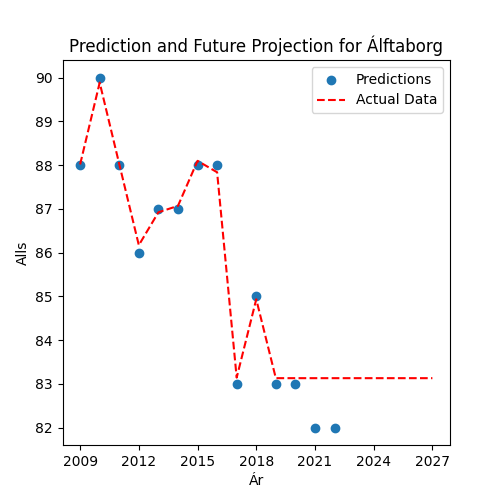 Prediction and Future Projection for Álftaborg
Predictions
Actual Data
90
89
88
87
86
85
84
83
82
Alls
2009 2012 2015 2018 2021 2024 2027
Ár